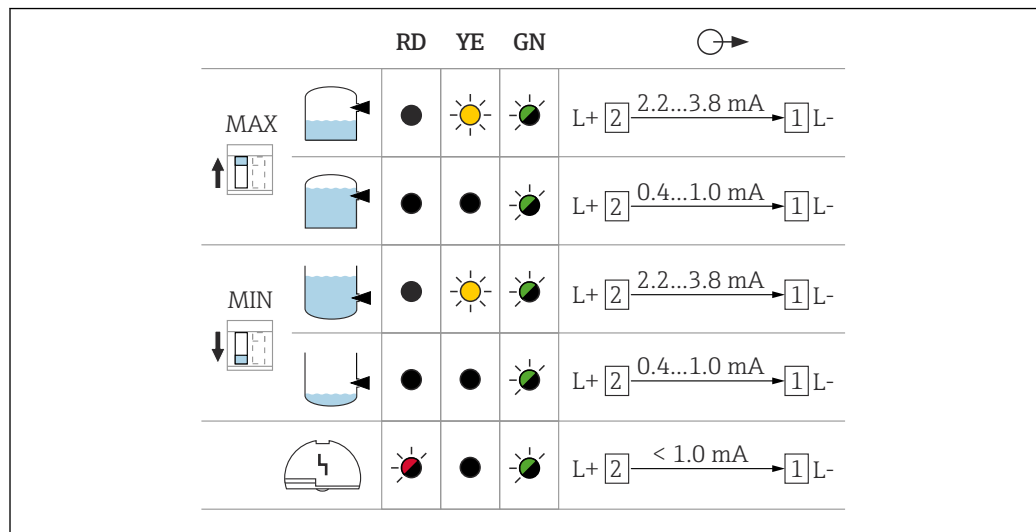 RD YE GN
MAX
L+ 2 2.2...3.8 mA 1 L-
L+ 2 0.4...1.0 mA 1 L-
MIN
L+ 2 2.2...3.8 mA 1 L-
L+ 2 0.4...1.0 mA 1 L-
L+ 2 < 1.0 mA 1 L-